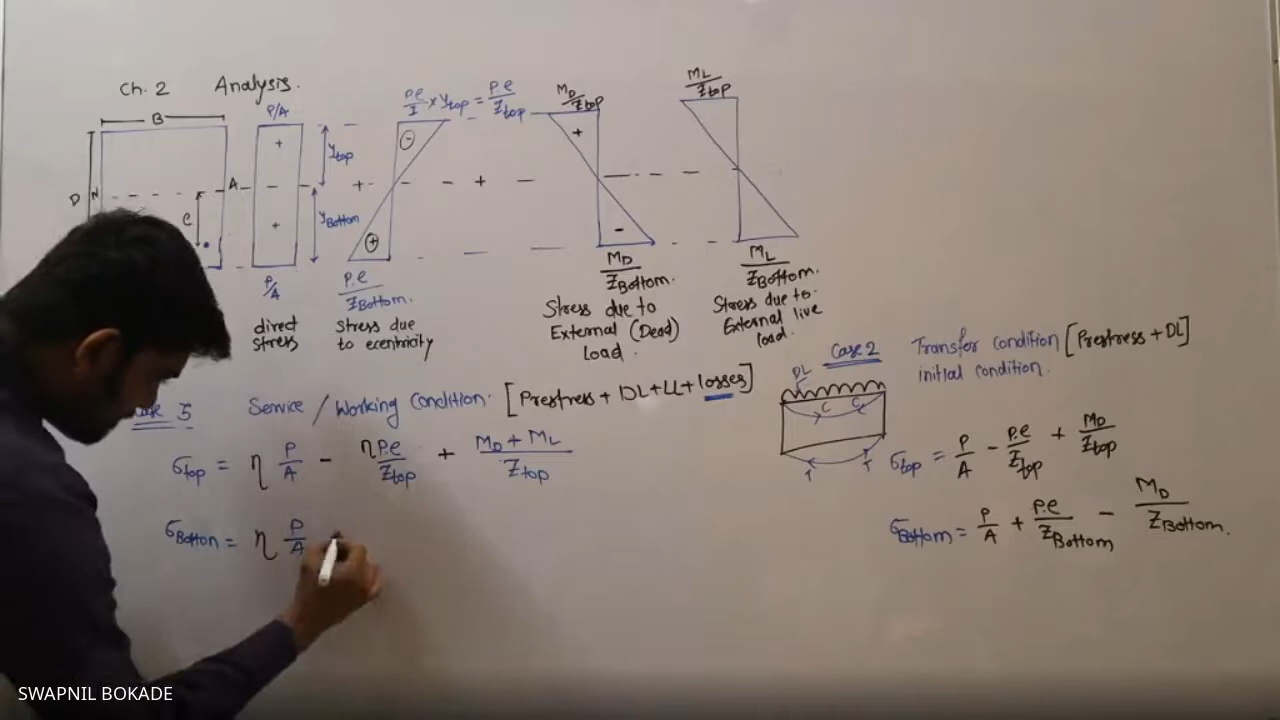 Ch. 2 Analysis.
B
D
N
A
e
P/A
+
+
P/A
direct
stress
ytop
yBottom
P.e/I × ytop = P.e/Ztop
-
+
+
+
P.e/ZBottom.
Stress due
to ecentricity
MD/Ztop
+
-
MD/ZBottom.
Stress due to
External (Dead)
load.
ML/Ztop
ML/ZBottom.
Stress due to
External live
load.
Service / Working Condition. [Prestress + DL + LL + losses]
σtop = η P/A - ηP.e/Ztop + MD + ML/Ztop
σBottom = η P/A
Case 2 Transfer condition [Prestress + DL]
initial condition.
DL
C C
T T
σtop = P/A - P.e/Ztop + MD/Ztop
σBottom = P/A + P.e/ZBottom - MD/ZBottom.
SWAPNIL BOKADE